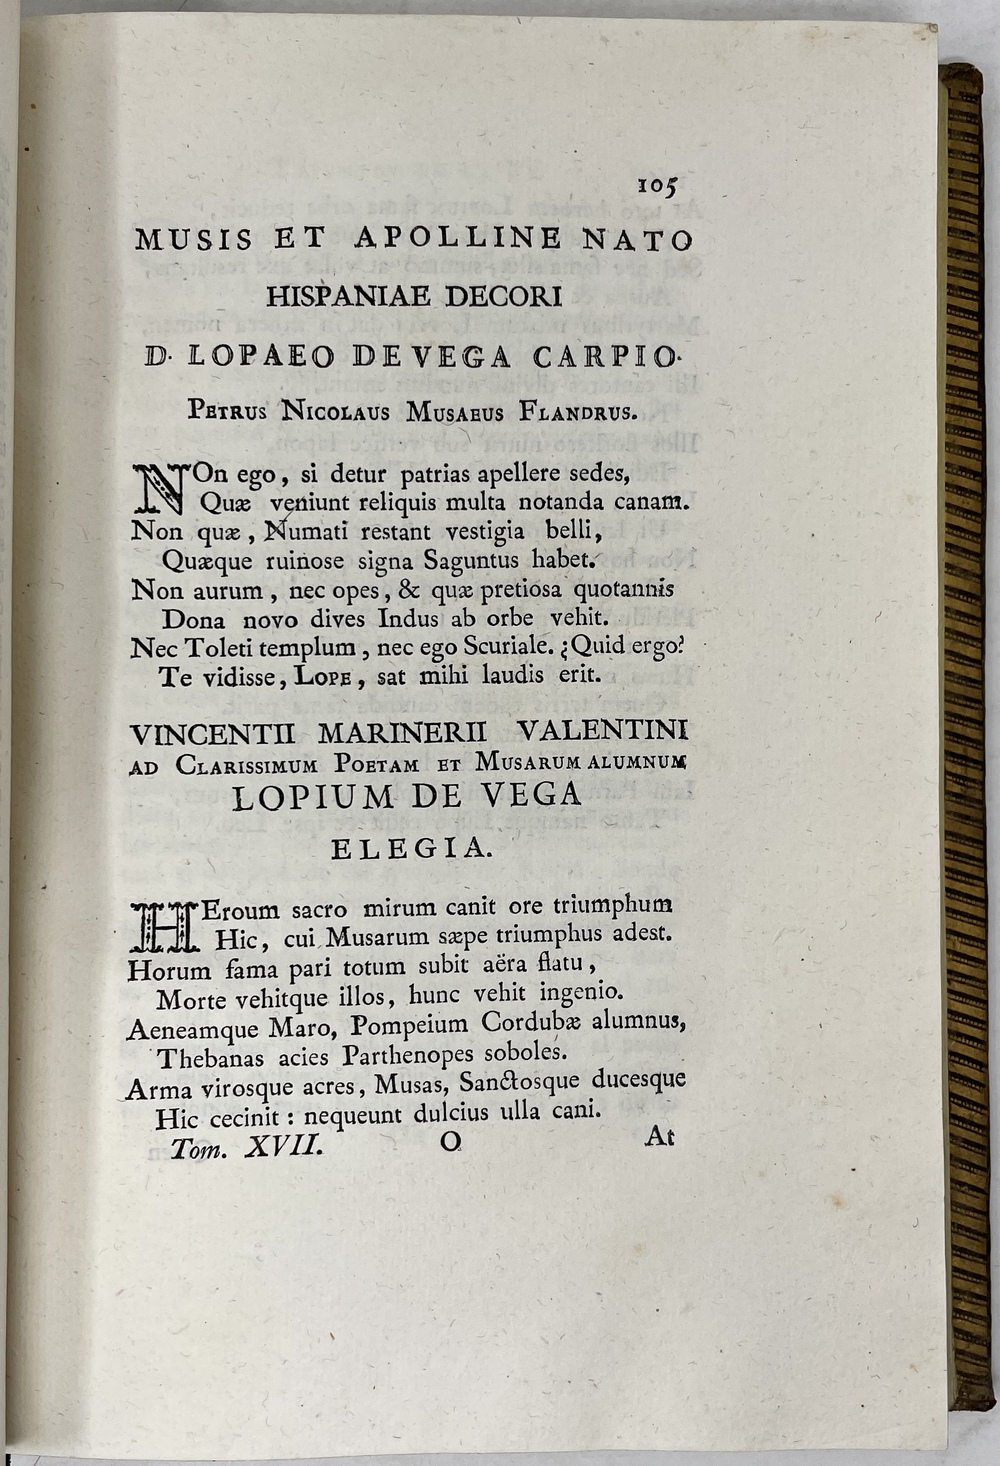 105
MUSIS ET APOLLINE NATO
HISPANIAE DECORI
D. LOPAEO DE VEGA CARPIO.
PETRUS NICOLAUS MUSAEUS FLANDRUS.
NOn ego, si detur patrias apellere sedes,
Quæ veniunt reliquis multa notanda canam.
Non quæ, Numati restant vestigia belli,
Quæque ruinose signa Saguntus habet.
Non aurum, nec opes, & quæ pretiosa quotannis
Dona novo dives Indus ab orbe vehit.
Nec Toleti templum, nec ego Scuriale. ¿Quid ergo?
Te vidisse, LOPE, sat mihi laudis erit.
VINCENTII MARINERII VALENTINI
AD CLARISSIMUM POETAM ET MUSARUM ALUMNUM
LOPIUM DE VEGA
ELEGIA.
HEroum sacro mirum canit ore triumphum
Hic, cui Musarum sæpe triumphus adest.
Horum fama pari totum subit aëra flatu,
Morte vehitque illos, hunc vehit ingenio.
Aeneamque Maro, Pompeium Cordubæ alumnus,
Thebanas acies Parthenopes soboles.
Arma virosque acres, Musas, Sanctosque ducesque
Hic cecinit: nequeunt dulcius ulla cani.
Tom. XVII. O At